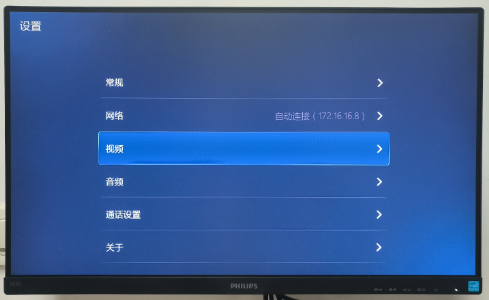 设置
常规
网络 自动连接（172.16.16.8）
视频
音频
通话设置
关于
PHILIPS